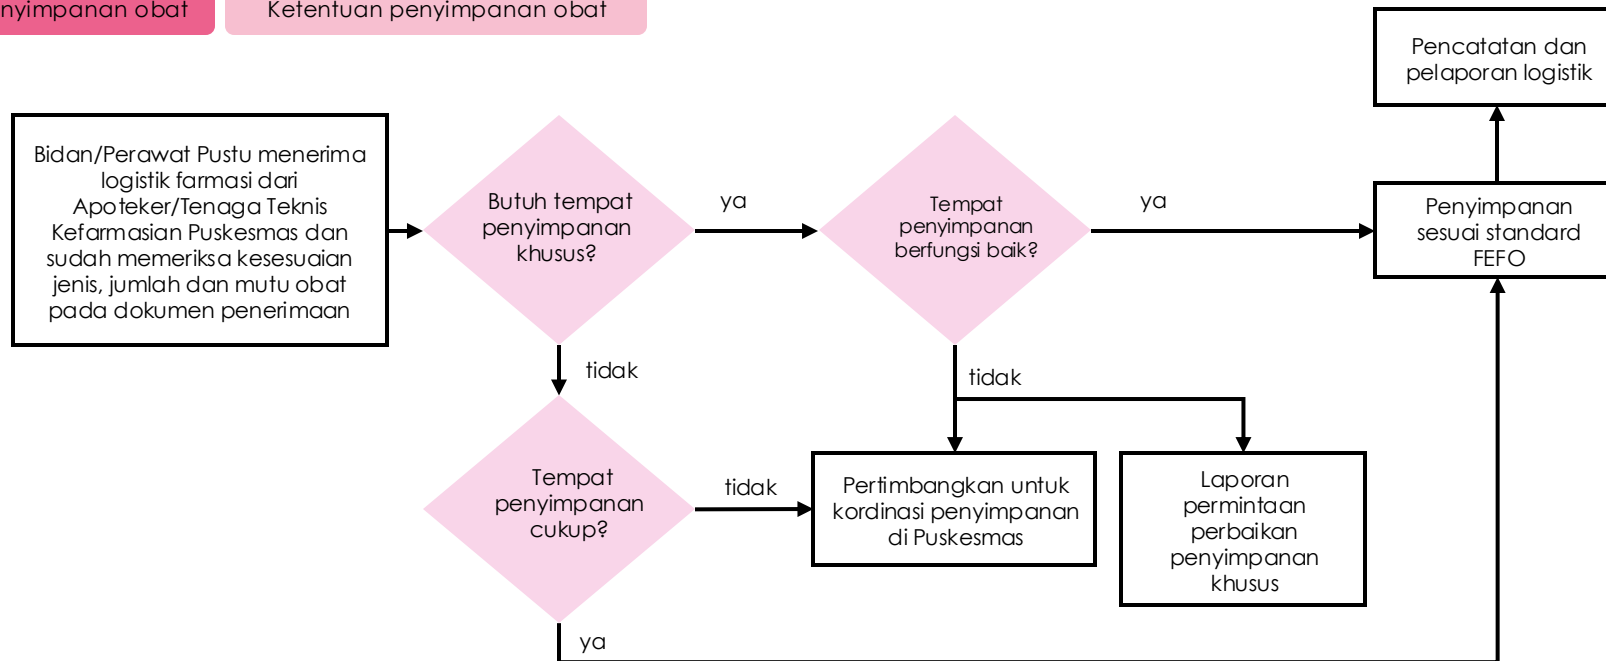 obat
Ketentuan penyimpanan obat
Pencatatan dan
pelaporan logistik
Bidan/Perawat Pustu menerima
logistik farmasi dari
Apoteker/Tenaga Teknis
Kefarmasian Puskesmas dan
sudah memeriksa kesesuaian
jenis, jumlah dan mutu obat
pada dokumen penerimaan
Butuh tempat
penyimpanan
khusus?
ya
Tempat
penyimpanan
berfungsi baik?
ya
Penyimpanan
sesuai standard
FEFO
tidak
tidak
Tempat
penyimpanan
cukup?
tidak
Pertimbangkan untuk
kordinasi penyimpanan
di Puskesmas
Laporan
permintaan
perbaikan
penyimpanan
khusus
ya